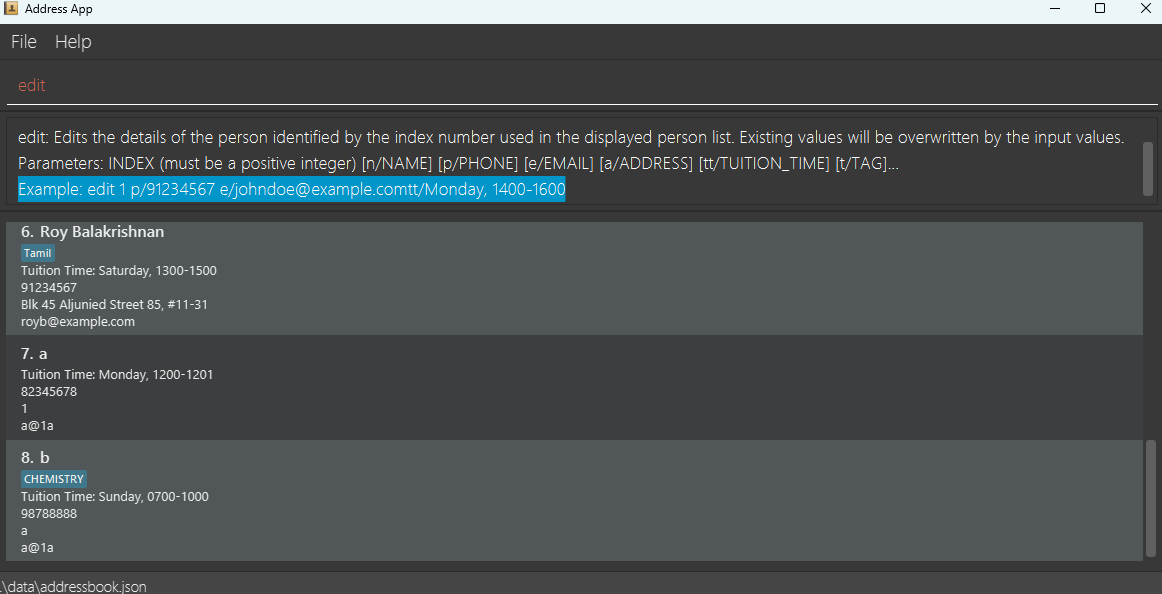 Address App
File Help
edit
edit: Edits the details of the person identified by the index number used in the displayed person list. Existing values will be overwritten by the input values.
Parameters: INDEX (must be a positive integer) [n/NAME] [p/PHONE] [e/EMAIL] [a/ADDRESS] [tt/TUITION_TIME] [t/TAG]...
Example: edit 1 p/91234567 e/johndoe@example.comtt/Monday, 1400-1600
6. Roy Balakrishnan
Tamil
Tuition Time: Saturday, 1300-1500
91234567
Blk 45 Aljunied Street 85, #11-31
royb@example.com
7. a
Tuition Time: Monday, 1200-1201
82345678
1
a@1a
8. b
CHEMISTRY
Tuition Time: Sunday, 0700-1000
98788888
a
a@1a
.\data\addressbook.json